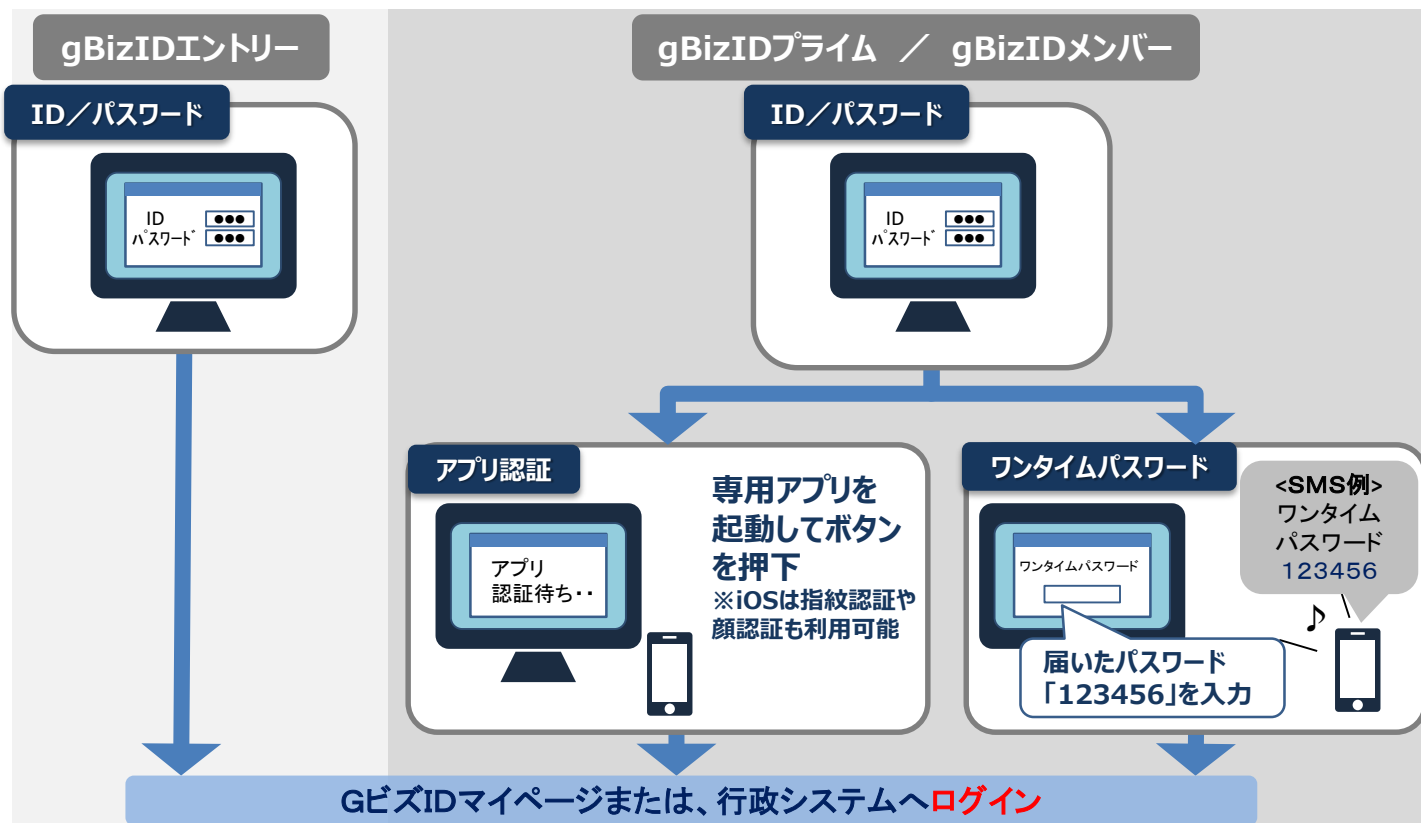 gBizIDエントリー
gBizIDプライム ／ gBizIDメンバー
ID／パスワード
ID
パスワード
●●●
●●●
ID／パスワード
ID
パスワード
●●●
●●●
アプリ認証
アプリ
認証待ち・・
専用アプリを
起動してボタン
を押下
※iOSは指紋認証や
顔認証も利用可能
ワンタイムパスワード
ワンタイムパスワード
<SMS例>
ワンタイム
パスワード
123456
♪
届いたパスワード
「123456」を入力
GビズIDマイページまたは、行政システムへログイン